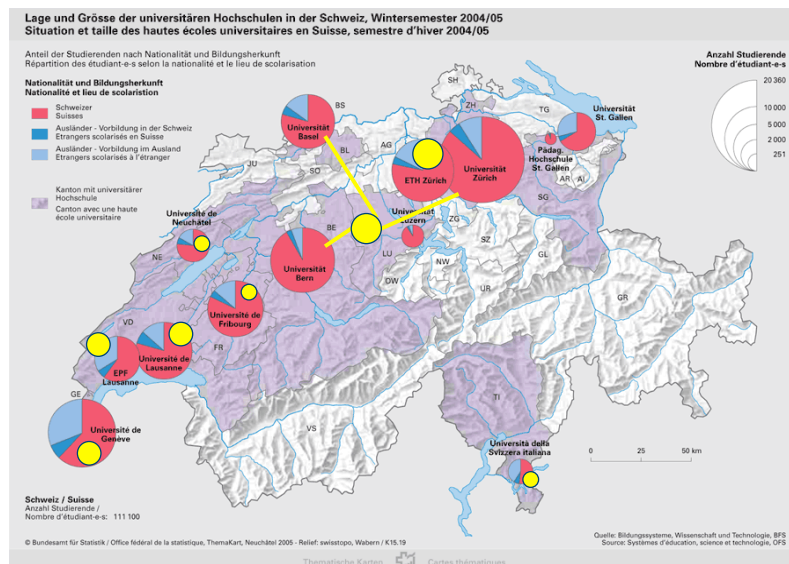 Lage und Grösse der universitären Hochschulen in der Schweiz, Wintersemester 2004/05
Situation et taille des hautes écoles universitaires en Suisse, semestre d'hiver 2004/05
Anteil der Studierenden nach Nationalität und Bildungsherkunft
Répartition des étudiant-e-s selon la nationalité et le lieu de scolarisation
Nationalität und Bildungsherkunft
Nationalité et lieu de scolaristion
Schweizer
Suisses
Ausländer - Vorbildung in der Schweiz
Etrangers scolarisés en Suisse
Ausländer - Vorbildung im Ausland
Etrangers scolarisés à l'étranger
Kanton mit universitärer
Hochschule
Canton avec une haute
école universitaire
Anzahl Studierende
Nombre d'étudiant-e-s
20 360
10 000
5 000
2 000
251
SH
BS
ZH
TG
Universität
St. Gallen
Universität
Basel
BL
AG
JU
SO
ETH Zürich
Universität
Zürich
Pädag.
Hochschule
St. Gallen
AR
AI
SG
Université de
Neuchâtel
NE
BE
Luzern
ZG
LU
SZ
NW
OW
GL
UR
GR
Universität
Bern
Université de
Fribourg
VD
FR
EPF
Lausanne
Université de
Lausanne
GE
Université de
Genève
VS
TI
Università della
Svizzera italiana
0 25 50 km
Schweiz / Suisse
Anzahl Studierende /
Nombre d'étudiant-e-s: 111 100
© Bundesamt für Statistik / Office fédéral de la statistique, ThemaKart, Neuchâtel 2005 - Relief: swisstopo, Wabern / K15.19
Quelle: Bildungssysteme, Wissenschaft und Technologie, BFS
Source: Systèmes d'éducation, science et technologie, OFS
Thematische Karten
Cartes thématiques